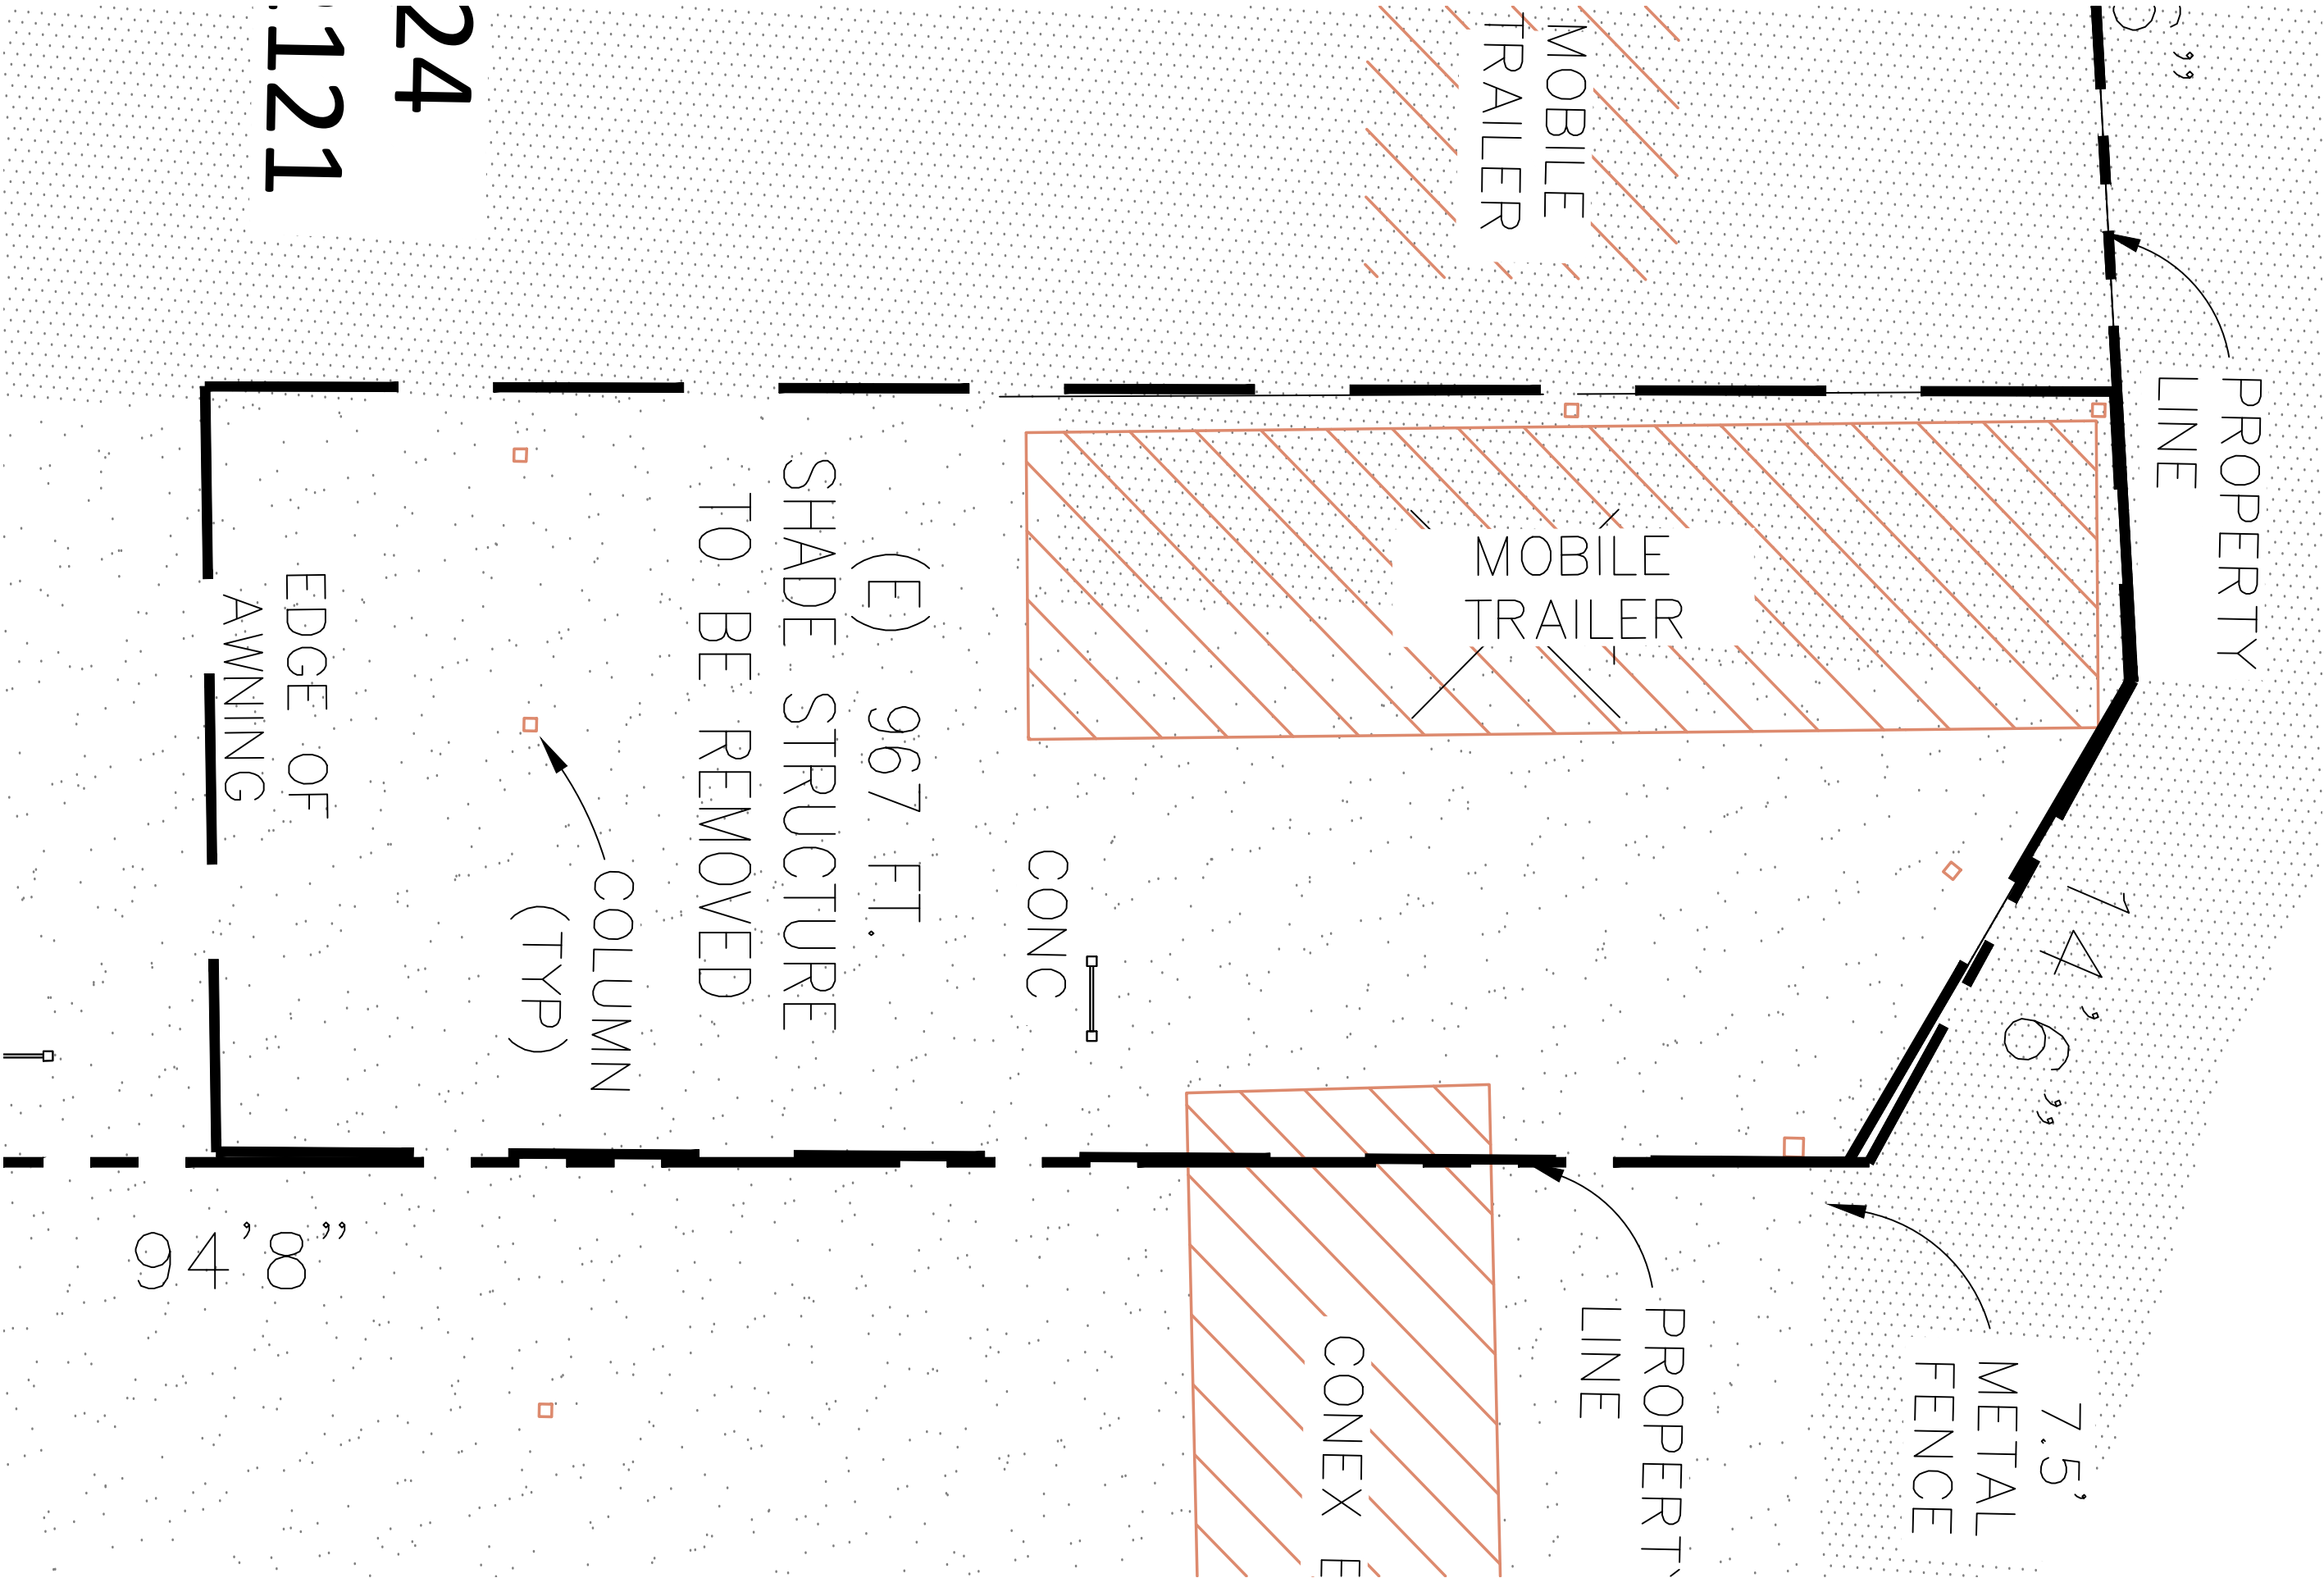 24
121
MOBILE
TRAILER
PROPERTY
LINE
MOBILE
TRAILER
(E) 967 FT.
SHADE STRUCTURE
TO BE REMOVED
EDGE OF
AWNING
COLUMN
(TYP)
CONC
14'6"
94'8"
CONEX
PROPERTY
LINE
7.5'
METAL
FENCE